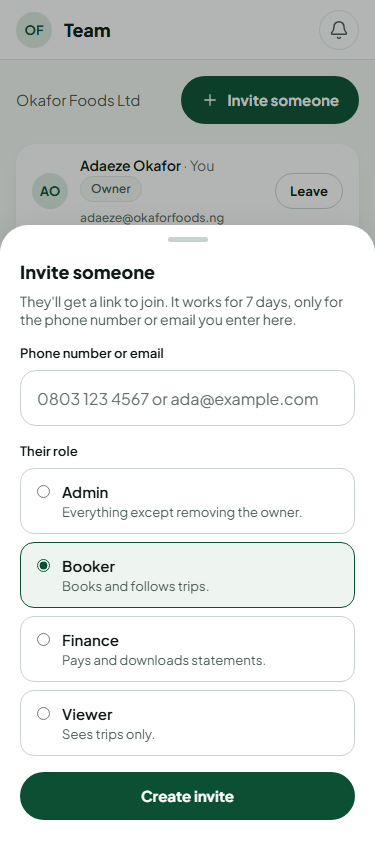 OF Team
Okafor Foods Ltd
Invite someone
AO
Adaeze Okafor · You
Owner
adaeze@okaforfoods.ng
Leave
Invite someone
They'll get a link to join. It works for 7 days, only for
the phone number or email you enter here.
Phone number or email
0803 123 4567 or ada@example.com
Their role
Admin
Everything except removing the owner.
Booker
Books and follows trips.
Finance
Pays and downloads statements.
Viewer
Sees trips only.
Create invite